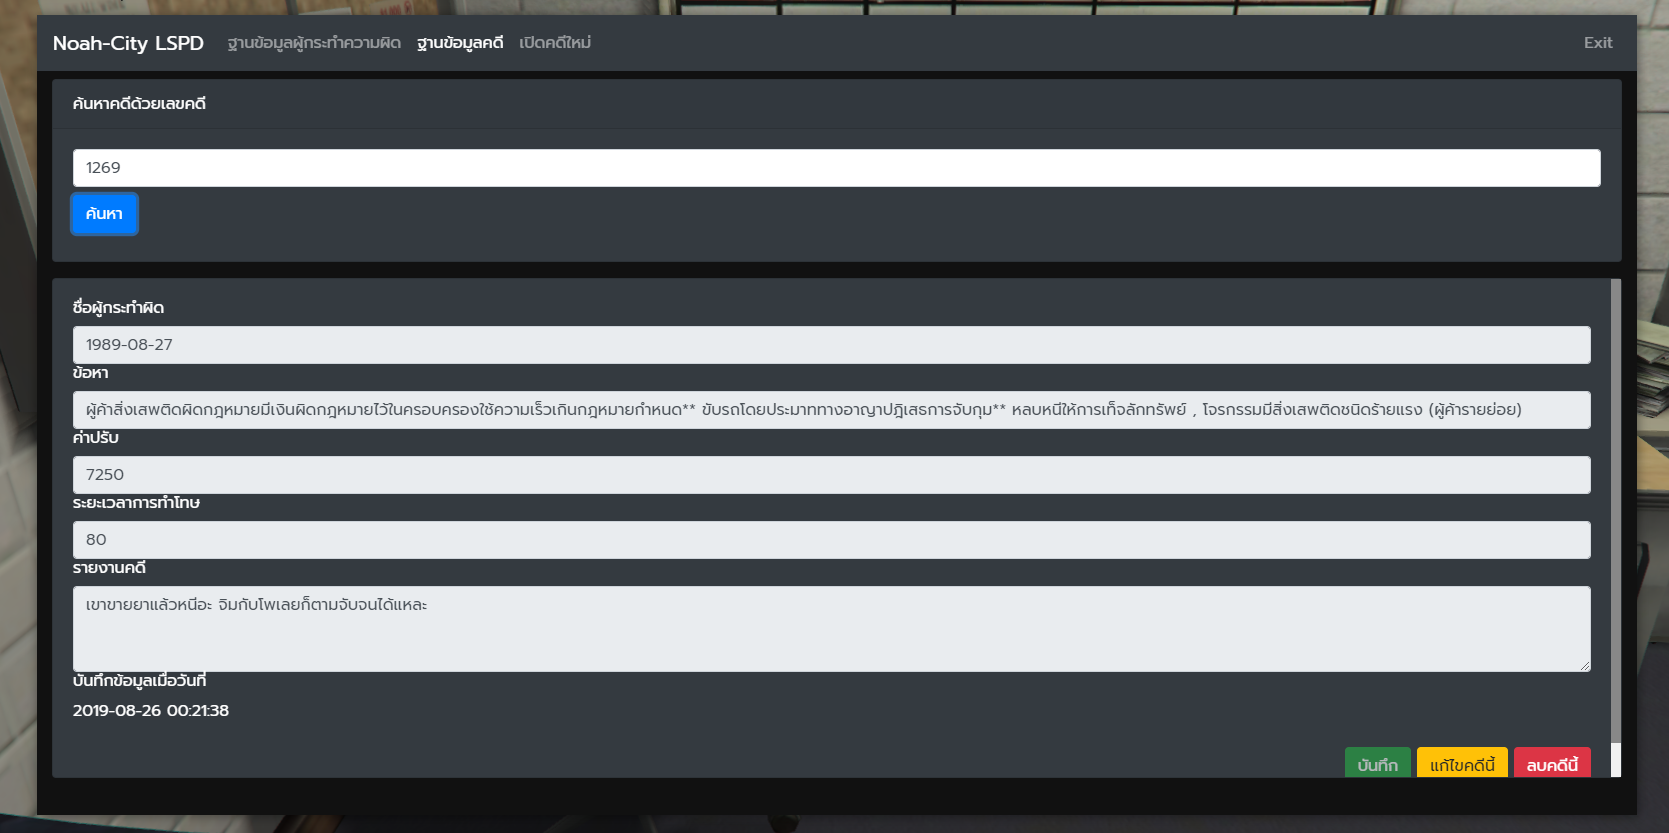 Noah-City LSPD ฐานข้อมูลผู้กระทำความผิด ฐานข้อมูลคดี เปิดคดีใหม่ Exit
ค้นหาคดีด้วยเลขคดี
1269
ค้นหา
ชื่อผู้กระทำผิด
1989-08-27
ข้อหา
ผู้ค้าสิ่งเสพติดผิดกฎหมายมีเงินผิดกฎหมายไว้ในครอบครองใช้ความเร็วเกินกฎหมายกำหนด** ขับรถโดยประมาททางอาญาปฎิเสธการจับกุม** หลบหนีให้การเท็จลักทรัพย์ , โจรกรรมมีสิ่งเสพติดชนิดร้ายแรง (ผู้ค้ารายย่อย)
ค่าปรับ
7250
ระยะเวลาการทำโทษ
80
รายงานคดี
เขาขายยาแล้วหนีอะ จิมกับโพเลยก็ตามจับจนได้แหละ
บันทึกข้อมูลเมื่อวันที่
2019-08-26 00:21:38
บันทึก แก้ไขคดีนี้ ลบคดีนี้